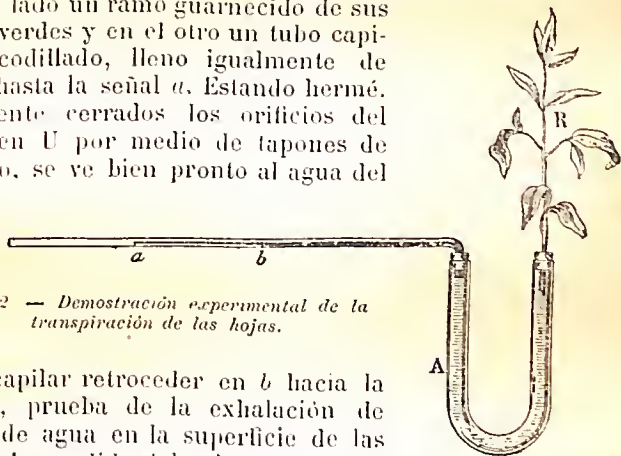 lado un ramo guarnecido de sus
verdes y en el otro un tubo capi-
codillado, lleno igualmente de
hasta la señal a. Estando hermé.
ente cerrados los orificios del
en U por medio de tapones de
o, se ve bien pronto al agua del
R
a b
2 — Demostración experimental de la
transpiración de las hojas.
A
capilar retroceder en b hacia la
, prueba de la exhalación de
de agua en la superficie de las